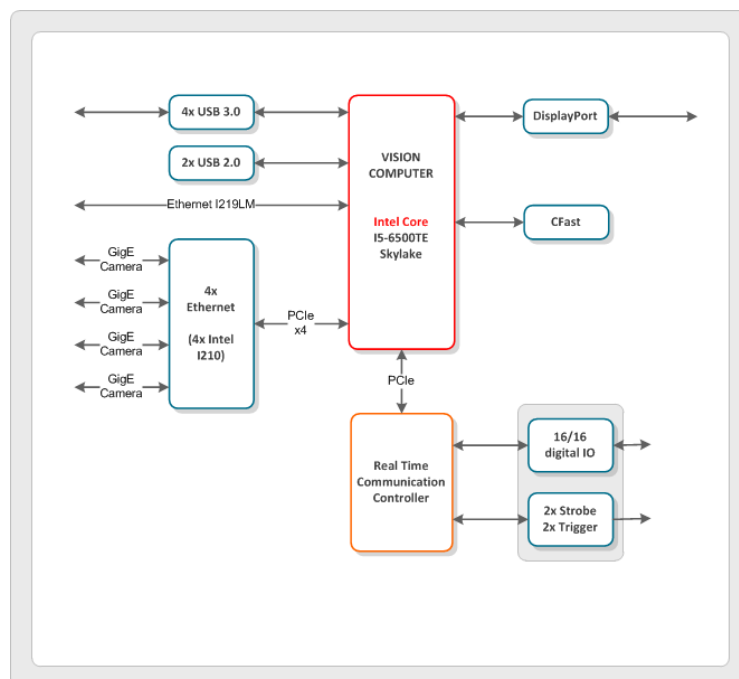 4x USB 3.0
2x USB 2.0
Ethernet I219LM
GigE
Camera
GigE
Camera
GigE
Camera
GigE
Camera
4x
Ethernet
(4x Intel
I210)
PCIe
x4
VISION
COMPUTER
Intel Core
I5-6500TE
Skylake
DisplayPort
CFast
PCIe
Real Time
Communication
Controller
16/16
digital IO
2x Strobe
2x Trigger